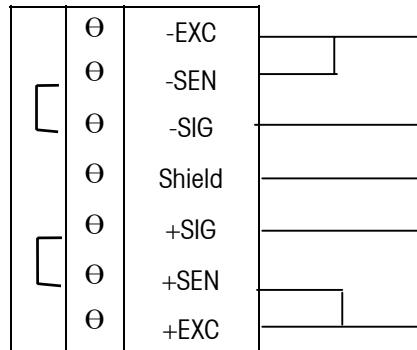 -EXC
-SEN
-SIG
Shield
+SIG
+SEN
+EXC